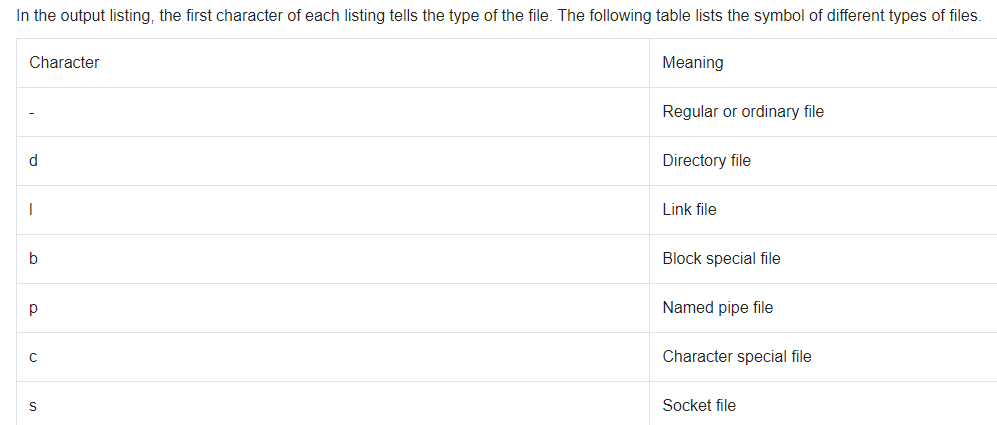 In the output listing, the first character of each listing tells the type of the file. The following table lists the symbol of different types of files.
Character Meaning
- Regular or ordinary file
d Directory file
l Link file
b Block special file
p Named pipe file
c Character special file
s Socket file